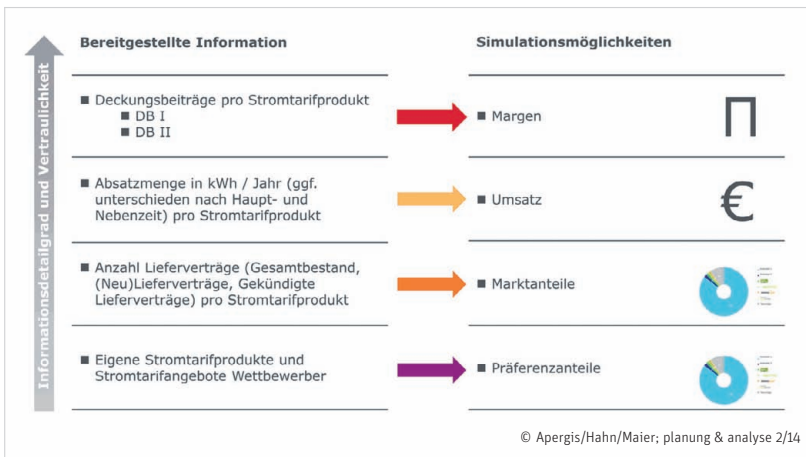 Informationsdetailgrad und Vertraulichkeit
Bereitgestellte Information
Simulationsmöglichkeiten
■ Deckungsbeiträge pro Stromtarifprodukt
■ DB I
■ DB II
■ Margen
Π
■ Absatzmenge in kWh / Jahr (ggf.
unterschieden nach Haupt- und
Nebenzeit) pro Stromtarifprodukt
■ Umsatz
€
■ Anzahl Lieferverträge (Gesamtbestand,
(Neu)Lieferverträge, Gekündigte
Lieferverträge) pro Stromtarifprodukt
■ Marktanteile
■ Eigene Stromtarifprodukte und
Stromtarifangebote Wettbewerber
■ Präferenzanteile
© Apergis/Hahn/Maier; planung & analyse 2/14